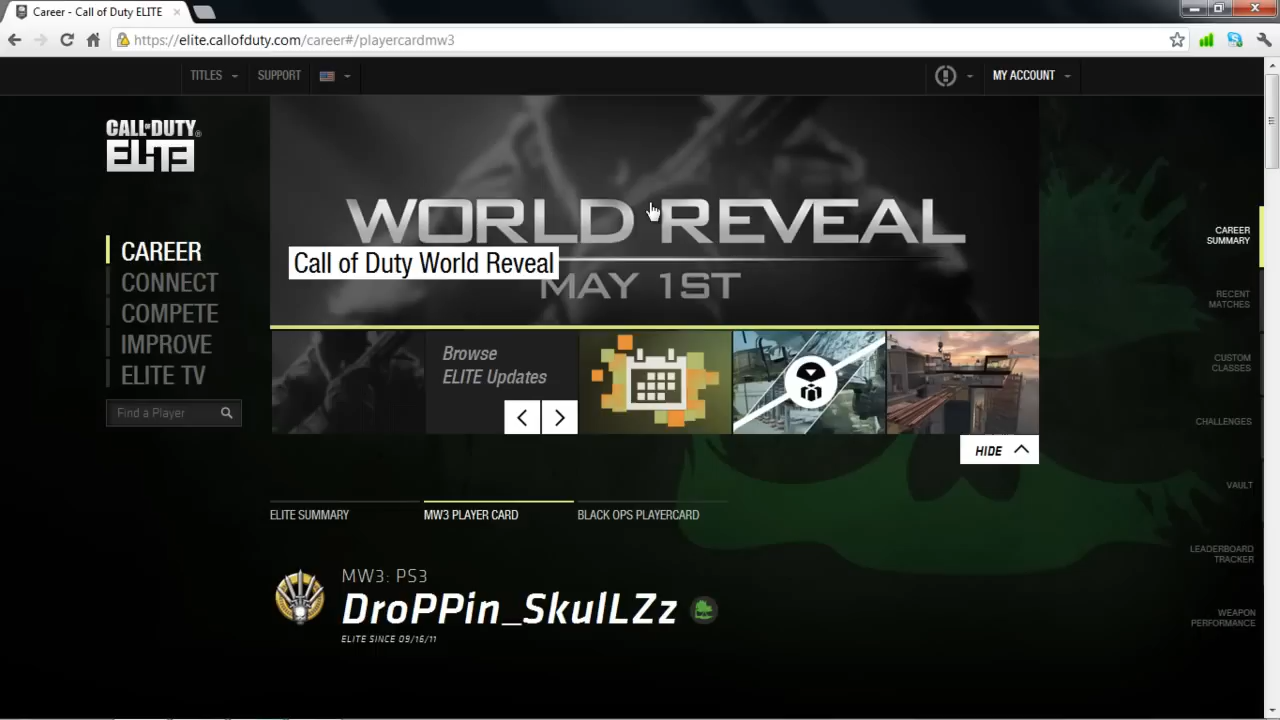 Career - Call of Duty ELITE
https://elite.callofduty.com/career#/playercardmw3
TITLES
SUPPORT
MY ACCOUNT
CALL OF DUTY®
ELITE
WORLD REVEAL
Call of Duty World Reveal
MAY 1ST
CAREER
CONNECT
COMPETE
IMPROVE
ELITE TV
Find a Player
Browse
ELITE Updates
HIDE
CAREER
SUMMARY
RECENT
MATCHES
CUSTOM
CLASSES
CHALLENGES
VAULT
LEADERBOARD
TRACKER
WEAPON
PERFORMANCE
ELITE SUMMARY
MW3 PLAYER CARD
BLACK OPS PLAYERCARD
MW3: PS3
DroPPin_SkulLZz
ELITE SINCE 09/16/11